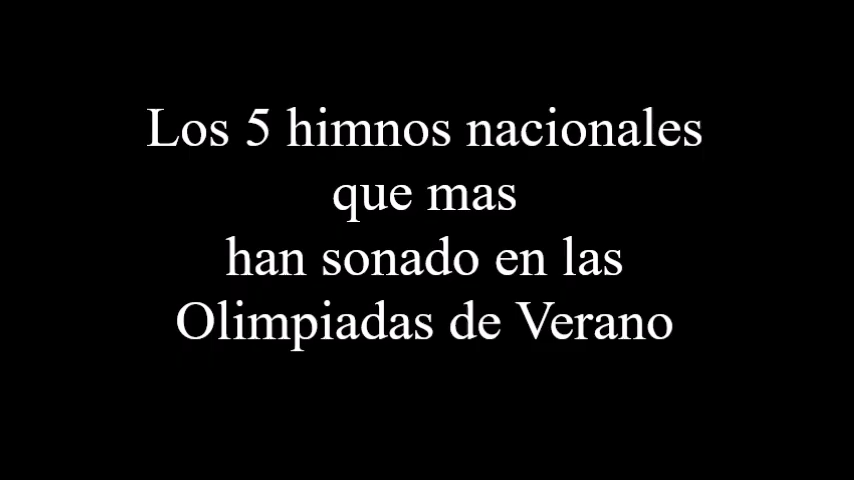 Los 5 himnos nacionales
que mas
han sonado en las
Olimpiadas de Verano